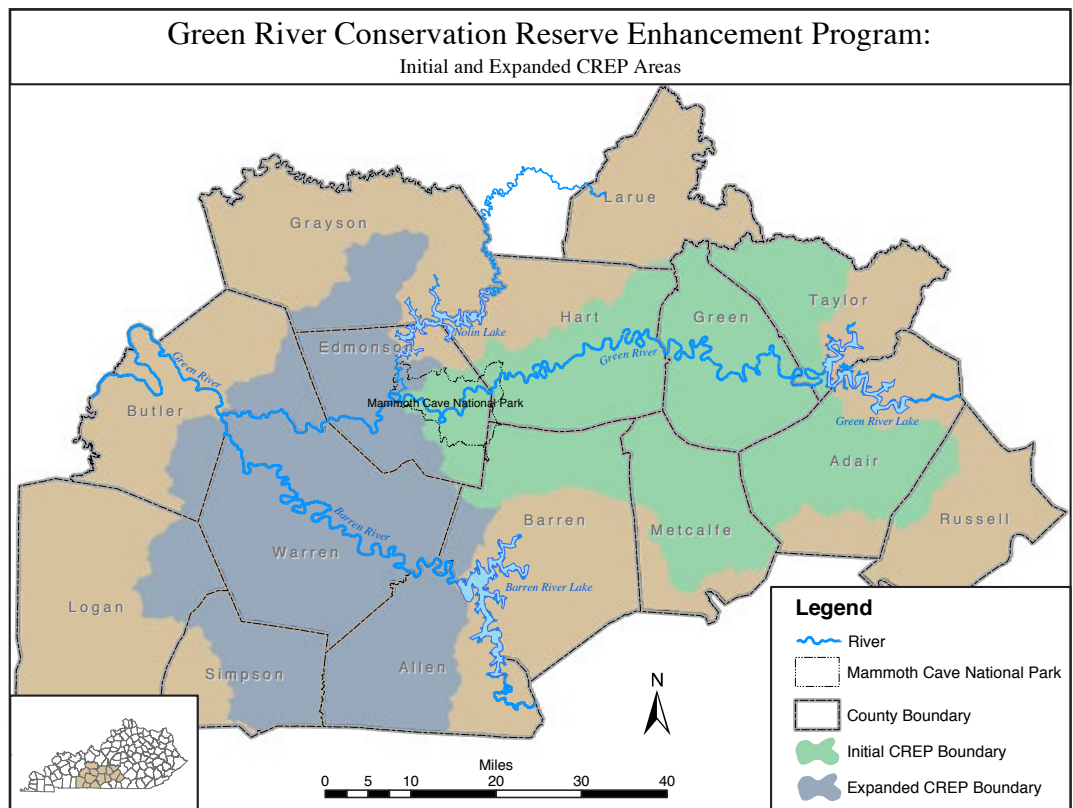 Green River Conservation Reserve Enhancement Program:
Initial and Expanded CREP Areas
Larue
Grayson
Taylor
Hart
Green
Nolin Lake
Edmonson
Green River
Green River
Mammoth Cave National Park
Butler
Green River Lake
Adair
Barren River
Barren
Metcalfe
Russell
Warren
Barren River Lake
Logan
Allen
Simpson
Legend
River
Mammoth Cave National Park
County Boundary
Initial CREP Boundary
Expanded CREP Boundary
N
Miles
0 5 10 20 30 40